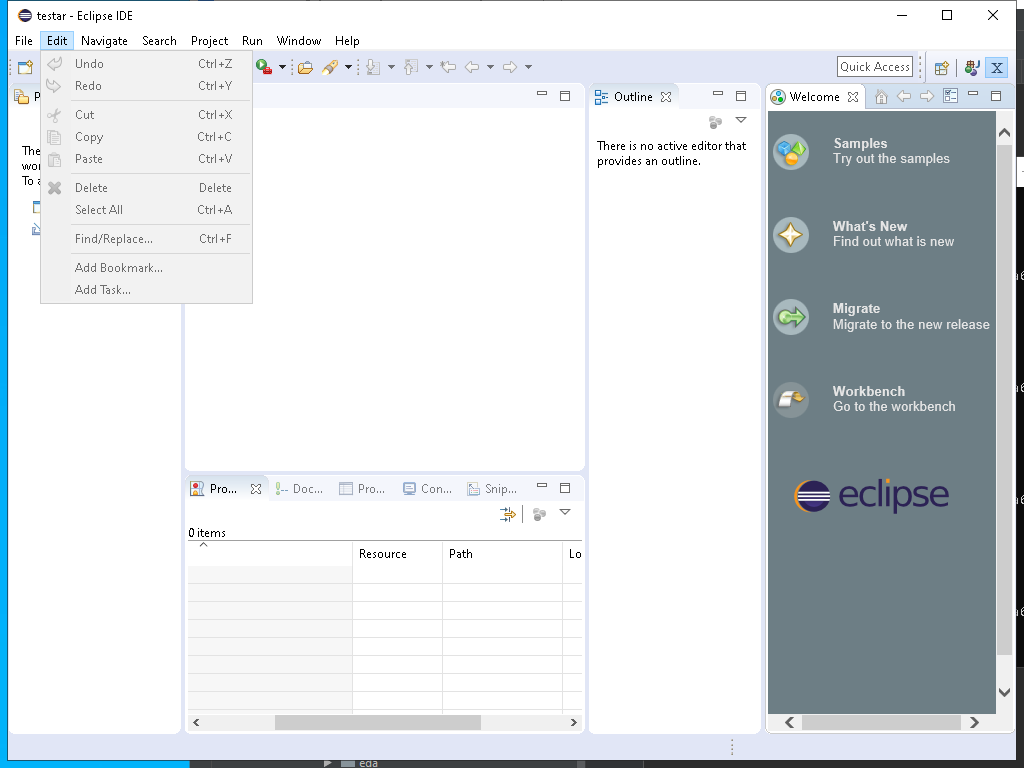 testar - Eclipse IDE
File Edit Navigate Search Project Run Window Help
Quick Access
Undo Ctrl+Z
Redo Ctrl+Y
Cut Ctrl+X
Copy Ctrl+C
Paste Ctrl+V
Delete Delete
Select All Ctrl+A
Find/Replace... Ctrl+F
Add Bookmark...
Add Task...
P
The
wor
To a
Outline
There is no active editor that
provides an outline.
Welcome
Samples
Try out the samples
What's New
Find out what is new
Migrate
Migrate to the new release
Workbench
Go to the workbench
eclipse
Pro... Doc... Pro... Con... Snip...
0 items
Resource Path Lo
eda